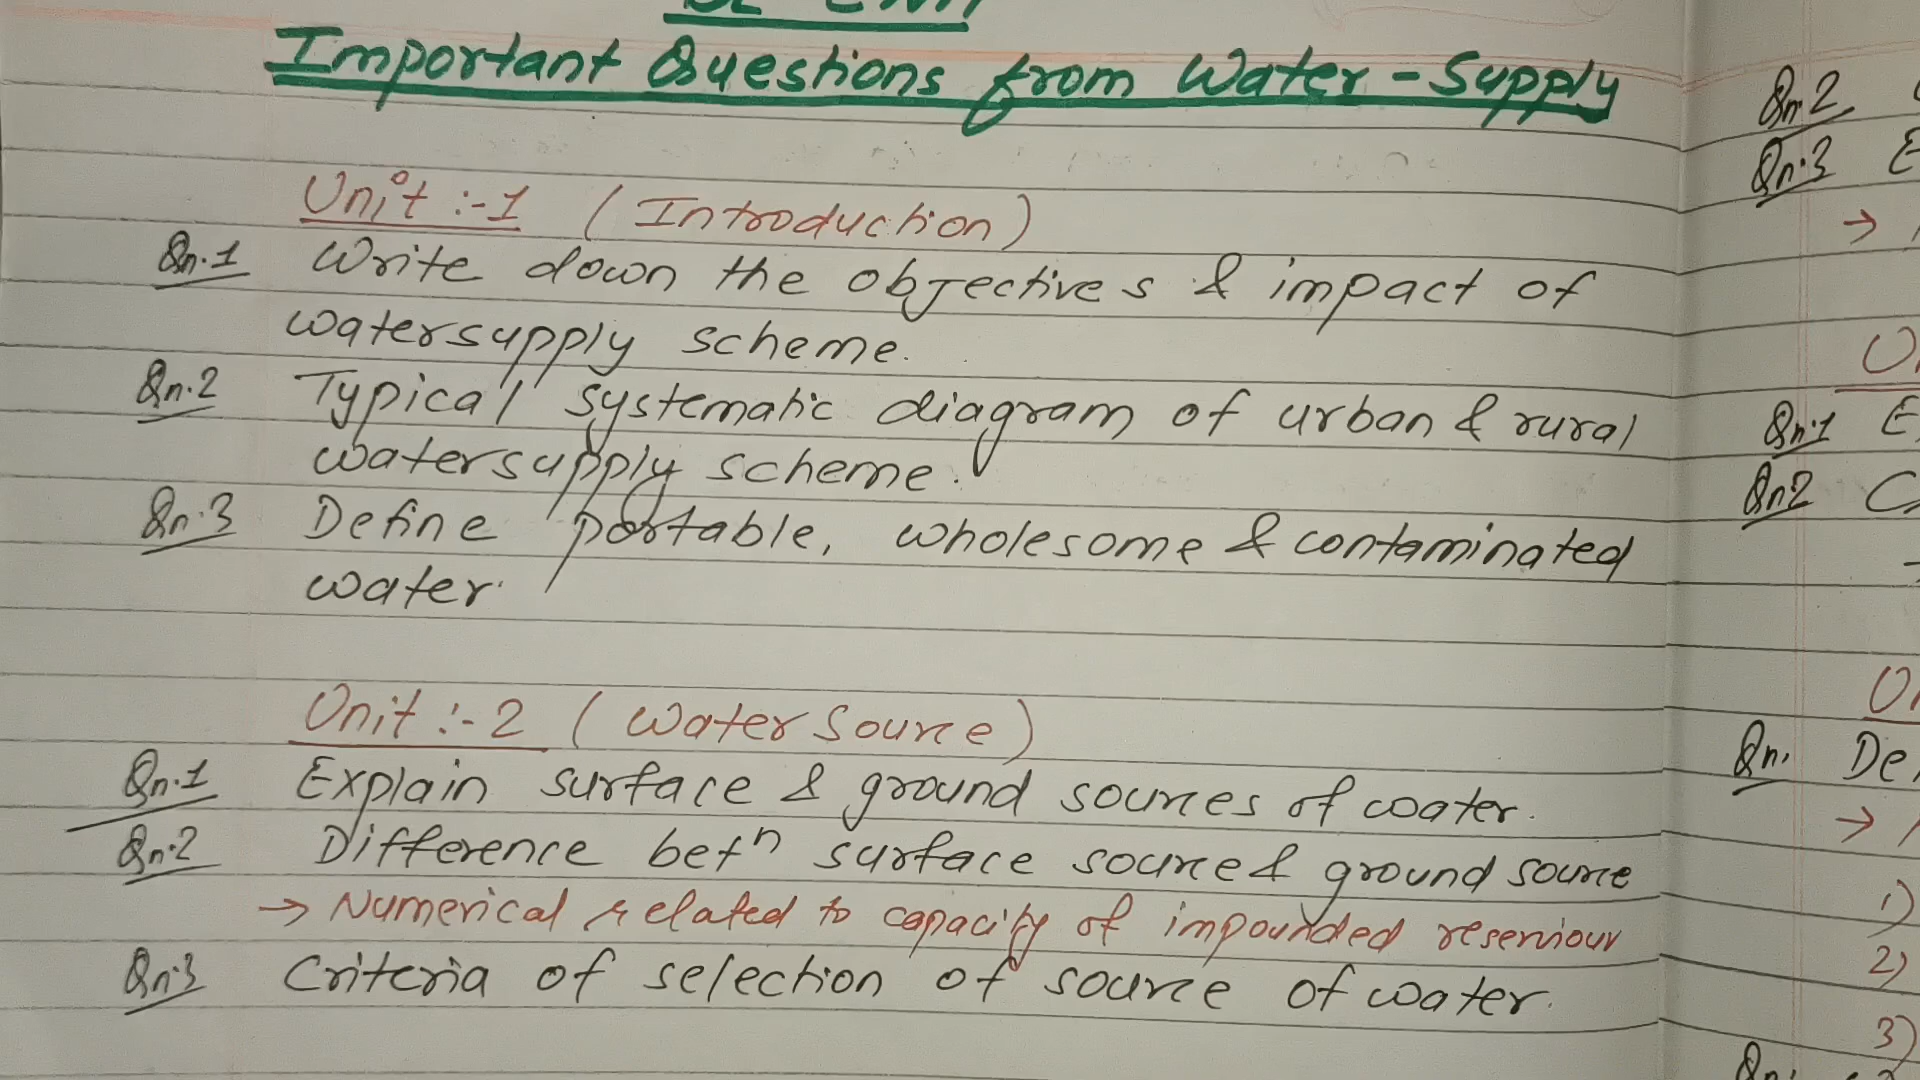 Important Questions from Water-Supply
Unit :-1 (Introduction)
Qn.1 Write down the objectives & impact of
watersupply scheme.
Qn.2 Typical systematic diagram of urban & rural
watersupply scheme.
Qn.3 Define portable, wholesome & contaminated
water.
Unit :-2 (Water Source)
Qn.1 Explain surface & ground sources of water.
Qn.2 Difference betn surface source & ground source
→ Numerical related to capacity of impounded reserviour
Qn.3 Criteria of selection of source of water.
Qn.2
Qn.3
→
Qn.1
Qn.2
Qn.
→
1)
2)
3)